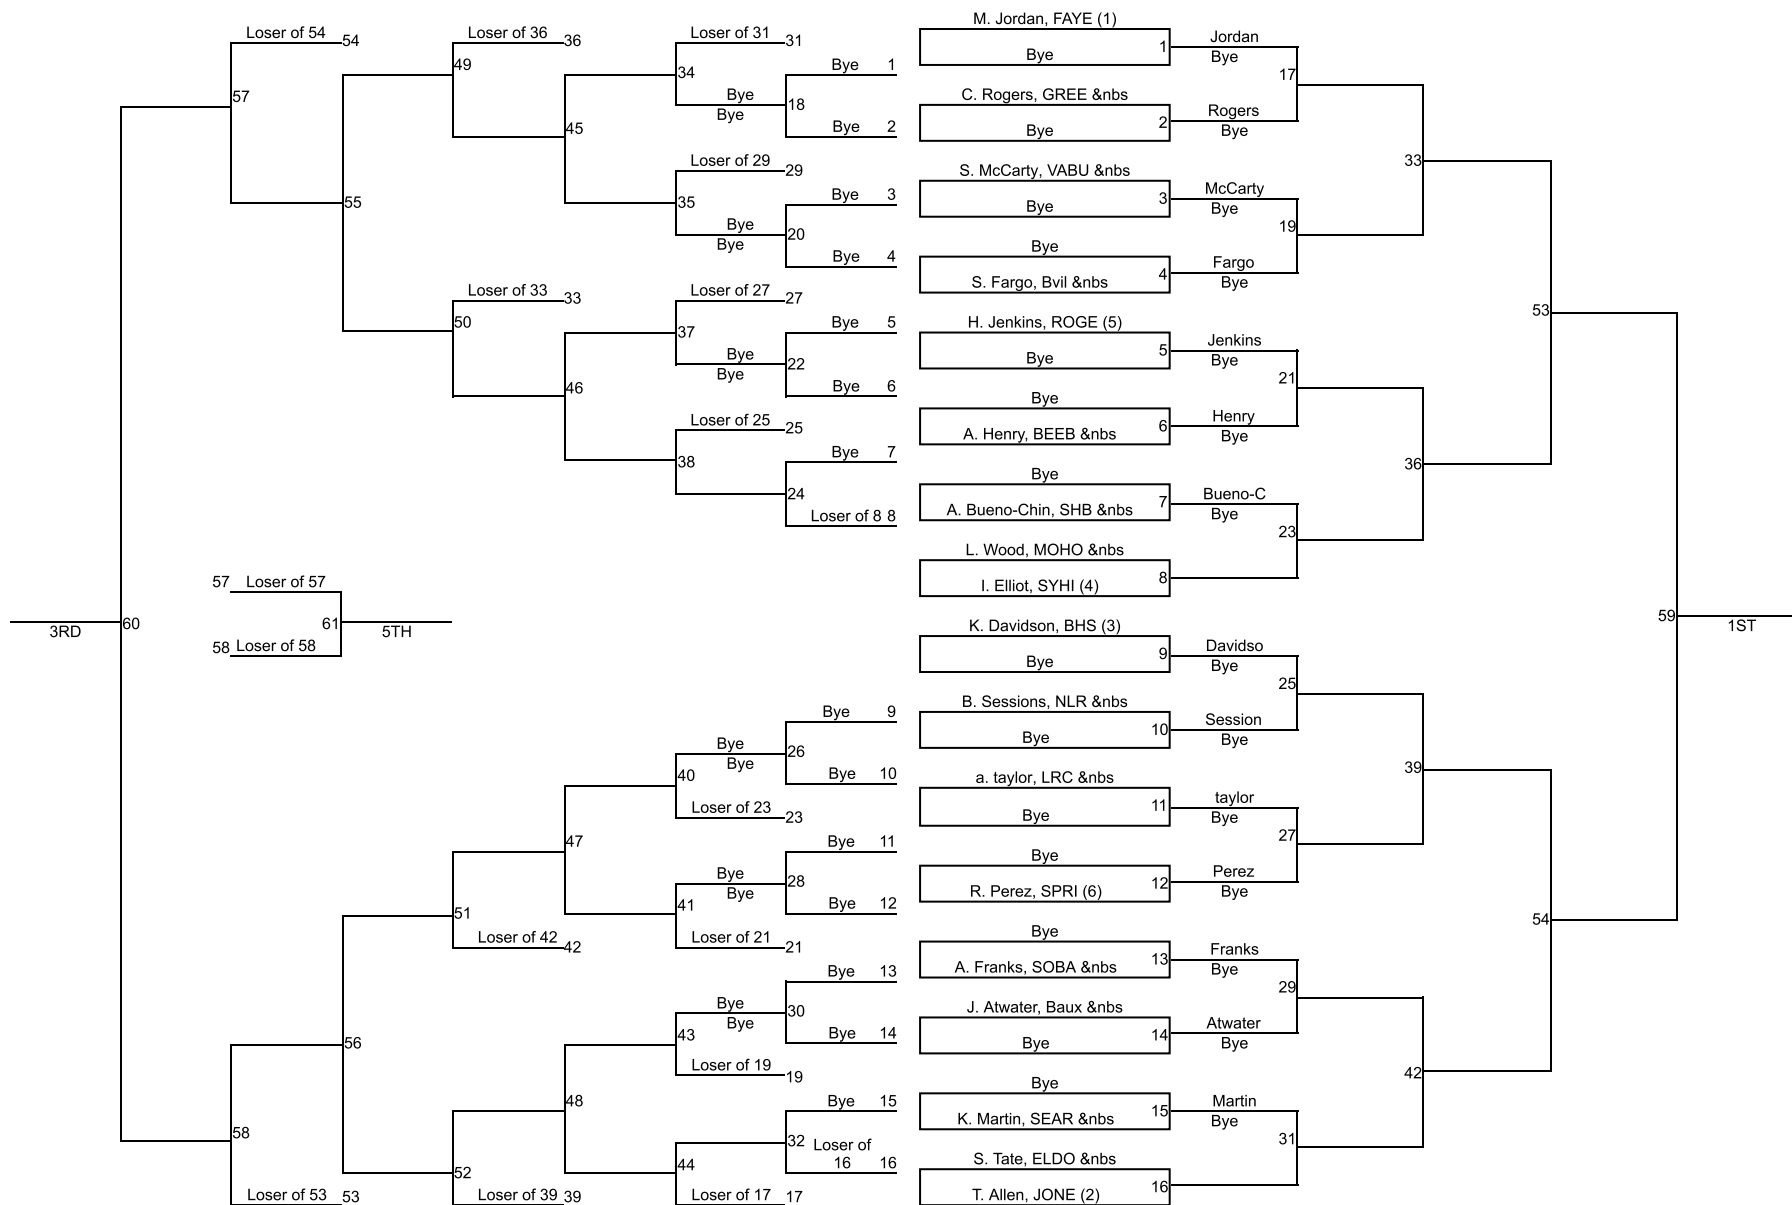 M. Jordan, FAYE (1)
Loser of 54 54 Loser of 36 36 Loser of 31 31 Bye 1 Jordan
Bye 1 Bye
49 34 17
57 Bye 18 C. Rogers, GREE &nbs
Bye Rogers
45 Bye 2 Bye 2 Bye
Loser of 29 29 S. McCarty, VABU &nbs 33
55 35 Bye 3 Bye 3 McCarty
Bye
Bye 20 19
Bye Bye
Bye 4 S. Fargo, Bvil &nbs 4 Fargo
Bye
Loser of 33 33 Loser of 27 27
50 37 Bye 5 H. Jenkins, ROGE (5) 53
Bye 22 Bye 5 Jenkins
Bye Bye
46 Bye 6 21
Bye
Loser of 25 25 A. Henry, BEEB &nbs 6 Henry
Bye
38 Bye 7 36
24 Bye
Loser of 8 8 A. Bueno-Chin, SHB &nbs 7 Bueno-C
Bye
23
L. Wood, MOHO &nbs
57 Loser of 57 I. Elliot, SYHI (4) 8
3RD 60 61 5TH 59 1ST
58 Loser of 58 K. Davidson, BHS (3)
Bye 9 Davidso
Bye
25
Bye 9 B. Sessions, NLR &nbs
Bye 26 Bye 10 Session
Bye Bye
40 Bye 10 39
Loser of 23 23 a. taylor, LRC &nbs
47 Bye 11 Bye 11 taylor
Bye
27
Bye 28 Bye
Bye R. Perez, SPRI (6) 12 Perez
Bye
41 Bye 12
51 54
Loser of 42 42 Loser of 21 21 Bye
A. Franks, SOBA &nbs 13 Franks
Bye
Bye 13 29
Bye 30 J. Atwater, Baux &nbs
Bye Atwater
43 Bye 14 Bye 14 Bye
56 Loser of 19 19 42
Bye
48 Bye 15 K. Martin, SEAR &nbs 15 Martin
Bye
58 32 31
Loser of
44 16 16 S. Tate, ELDO &nbs
52
Loser of 53 53 Loser of 39 39 Loser of 17 17 T. Allen, JONE (2) 16